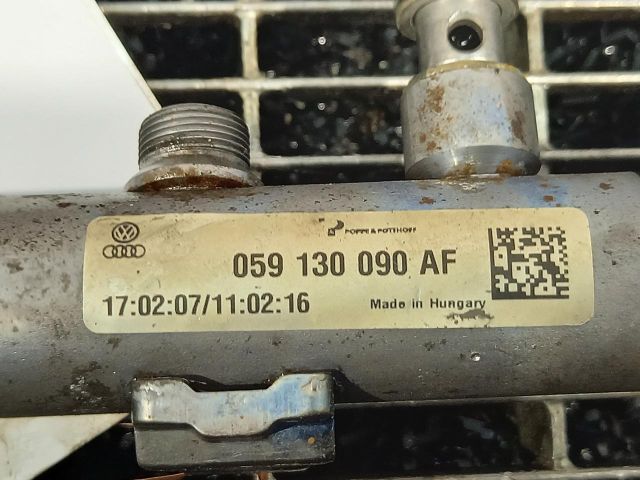 POPPE & POTTHOFF
059 130 090 AF
17:02:07/11:02:16
Made in Hungary